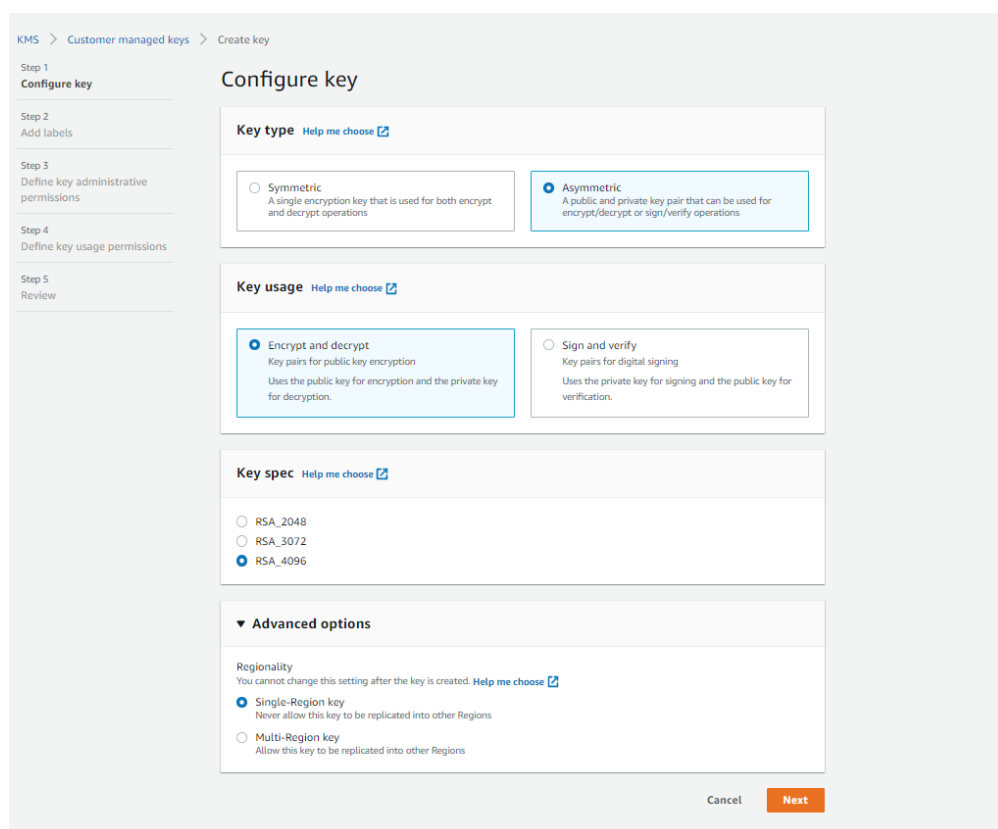 KMS > Customer managed keys > Create key
Step 1
Configure key
Step 2
Add labels
Step 3
Define key administrative
permissions
Step 4
Define key usage permissions
Step 5
Review
Configure key
Key type Help me choose
Symmetric
A single encryption key that is used for both encrypt
and decrypt operations
Asymmetric
A public and private key pair that can be used for
encrypt/decrypt or sign/verify operations
Key usage Help me choose
Encrypt and decrypt
Key pairs for public key encryption
Uses the public key for encryption and the private key
for decryption.
Sign and verify
Key pairs for digital signing
Uses the private key for signing and the public key for
verification.
Key spec Help me choose
RSA_2048
RSA_3072
RSA_4096
Advanced options
Regionality
You cannot change this setting after the key is created. Help me choose
Single-Region key
Never allow this key to be replicated into other Regions
Multi-Region key
Allow this key to be replicated into other Regions
Cancel Next